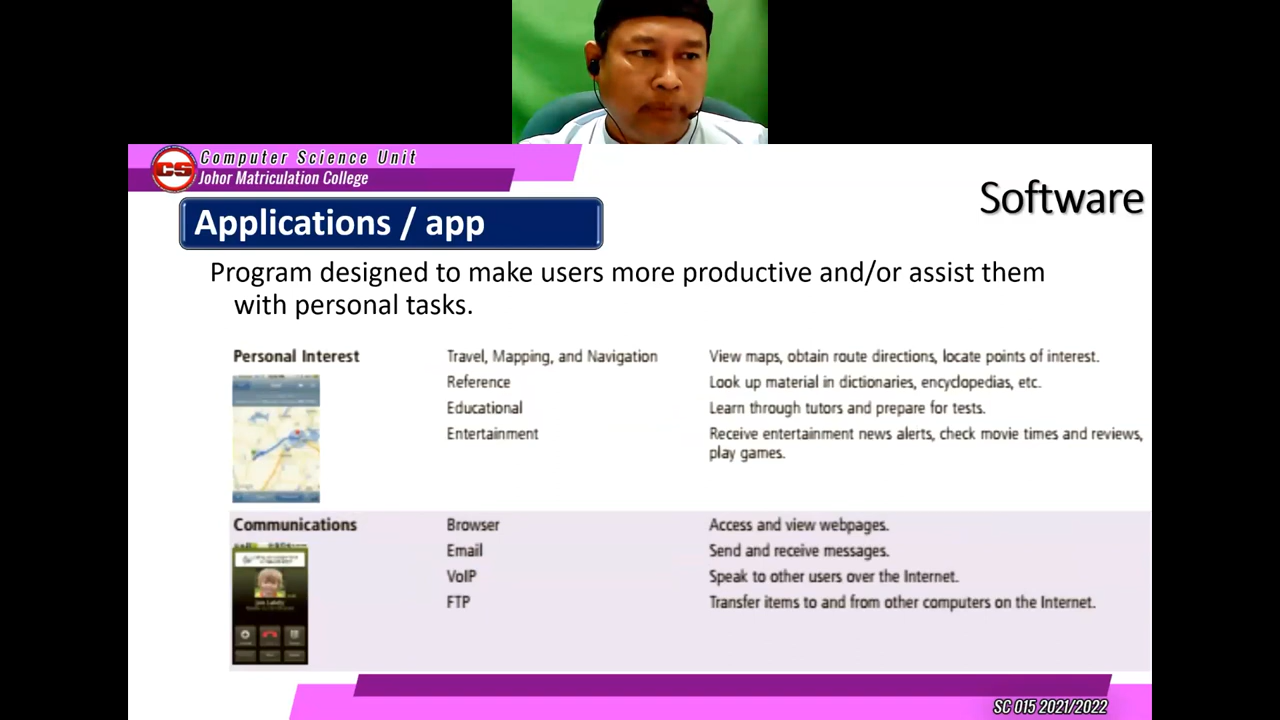 Computer Science Unit
CS
Johor Matriculation College
Software
Applications / app
Program designed to make users more productive and/or assist them
with personal tasks.
Personal Interest
Travel, Mapping, and Navigation
View maps, obtain route directions, locate points of interest.
Reference
Look up material in dictionaries, encyclopedias, etc.
Educational
Learn through tutors and prepare for tests.
Entertainment
Receive entertainment news alerts, check movie times and reviews,
play games.
Communications
Browser
Access and view webpages.
Email
Send and receive messages.
VoIP
Speak to other users over the Internet.
FTP
Transfer items to and from other computers on the Internet.
SC 015 2021/2022